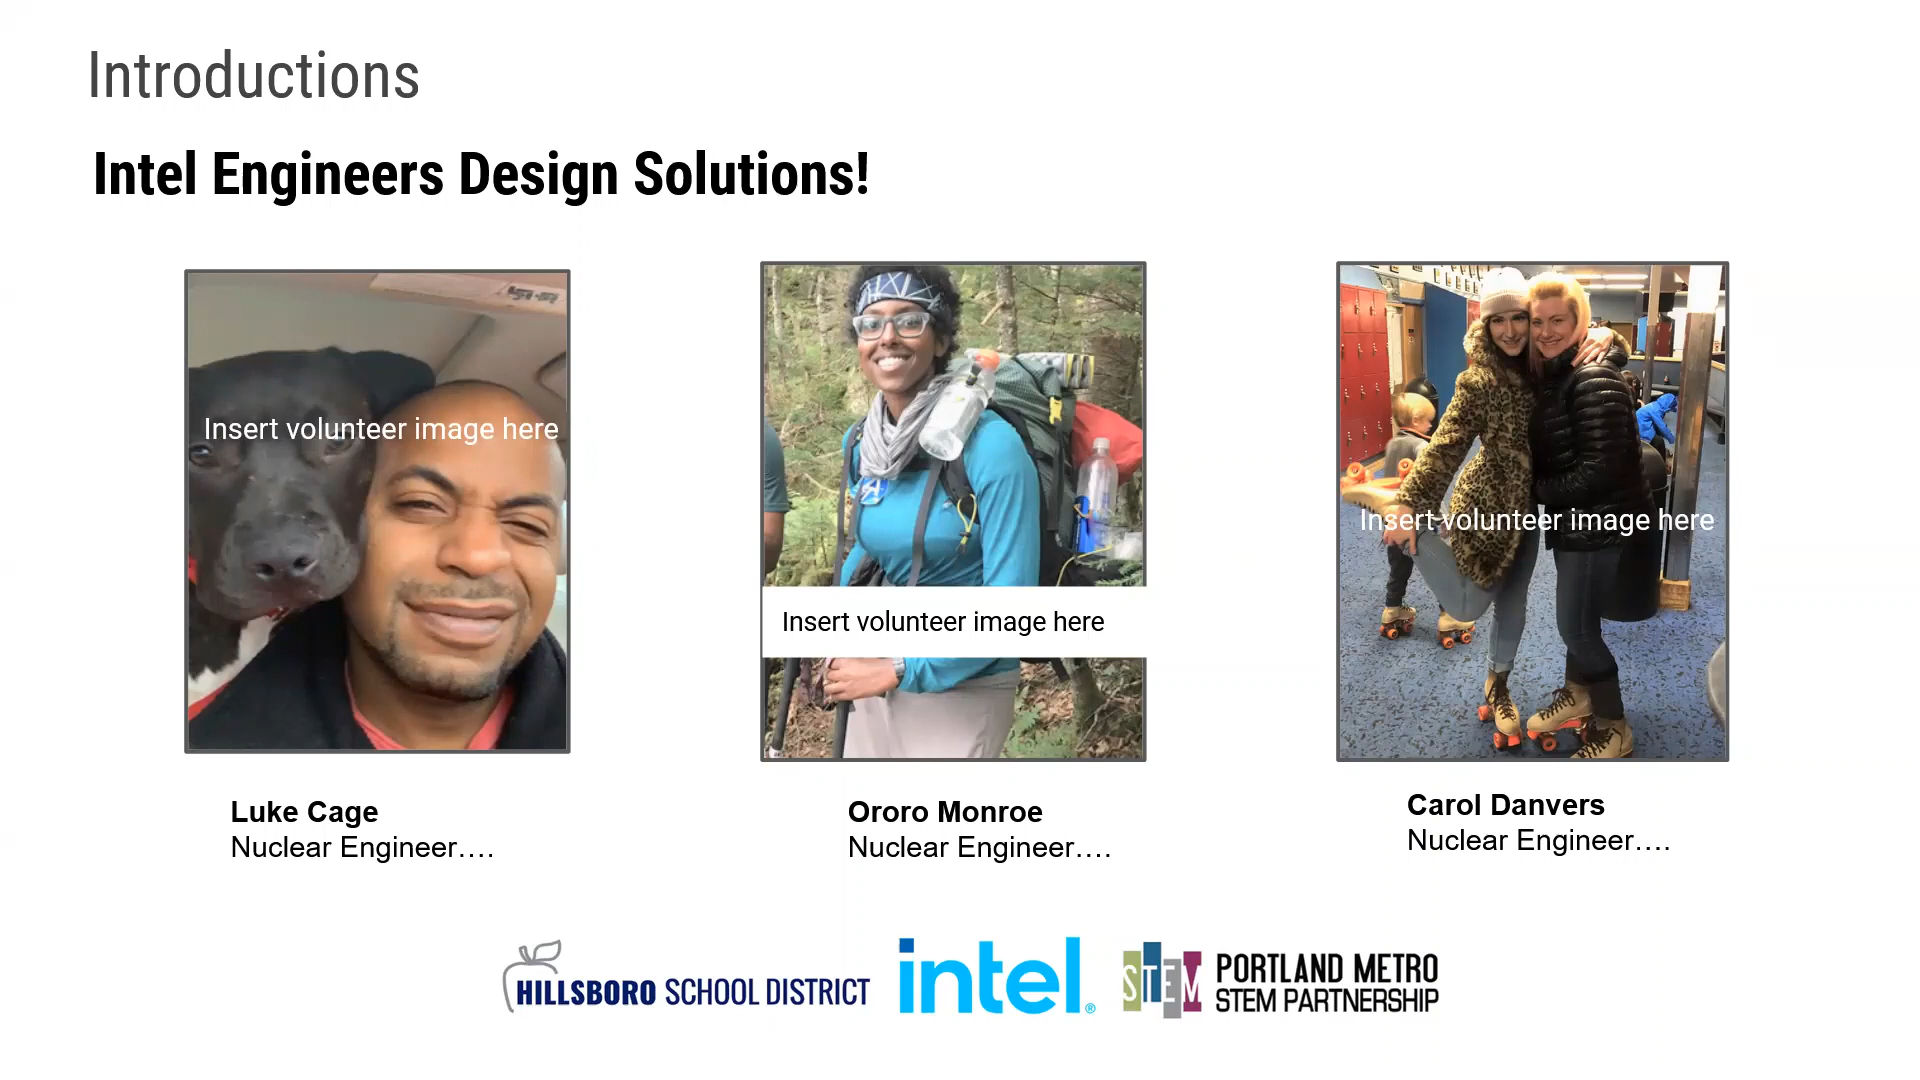 Introductions
Intel Engineers Design Solutions!
Insert volunteer image here
Insert volunteer image here
Insert volunteer image here
Luke Cage
Nuclear Engineer….
Ororo Monroe
Nuclear Engineer….
Carol Danvers
Nuclear Engineer….
HILLSBORO SCHOOL DISTRICT
intel®
STEM
PORTLAND METRO
STEM PARTNERSHIP